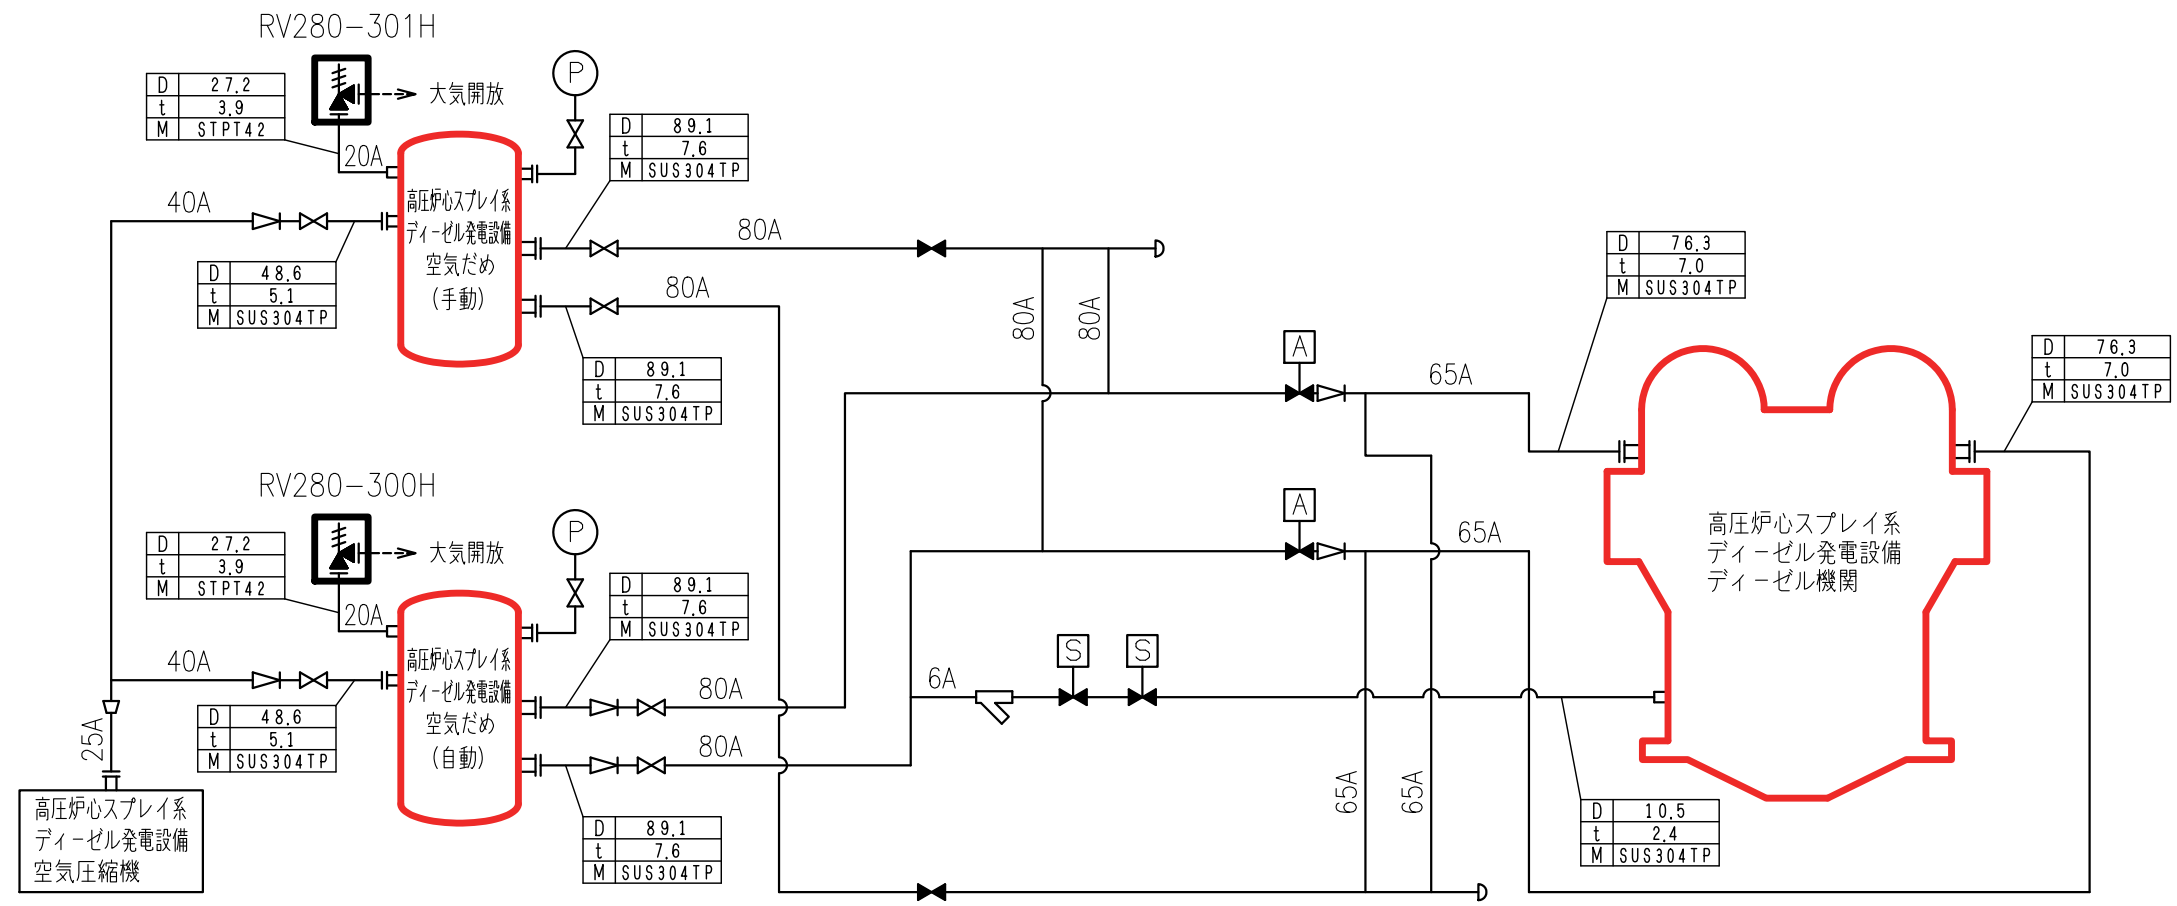 RV280-301H
D 27.2
t 3.9
M STPT42
大気開放
P
20A
D 89.1
t 7.6
M SUS304TP
40A
高圧炉心スプレイ系
ディーゼル発電設備
空気だめ
(手動)
80A
80A
D 48.6
t 5.1
M SUS304TP
D 89.1
t 7.6
M SUS304TP
80A
80A
A
65A
D 76.3
t 7.0
M SUS304TP
D 76.3
t 7.0
M SUS304TP
RV280-300H
D 27.2
t 3.9
M STPT42
大気開放
P
20A
D 89.1
t 7.6
M SUS304TP
A
65A
高圧炉心スプレイ系
ディーゼル発電設備
ディーゼル機関
40A
高圧炉心スプレイ系
ディーゼル発電設備
空気だめ
(自動)
80A
80A
6A
S
S
D 48.6
t 5.1
M SUS304TP
25A
D 89.1
t 7.6
M SUS304TP
65A
65A
D 10.5
t 2.4
M SUS304TP
高圧炉心スプレイ系
ディーゼル発電設備
空気圧縮機